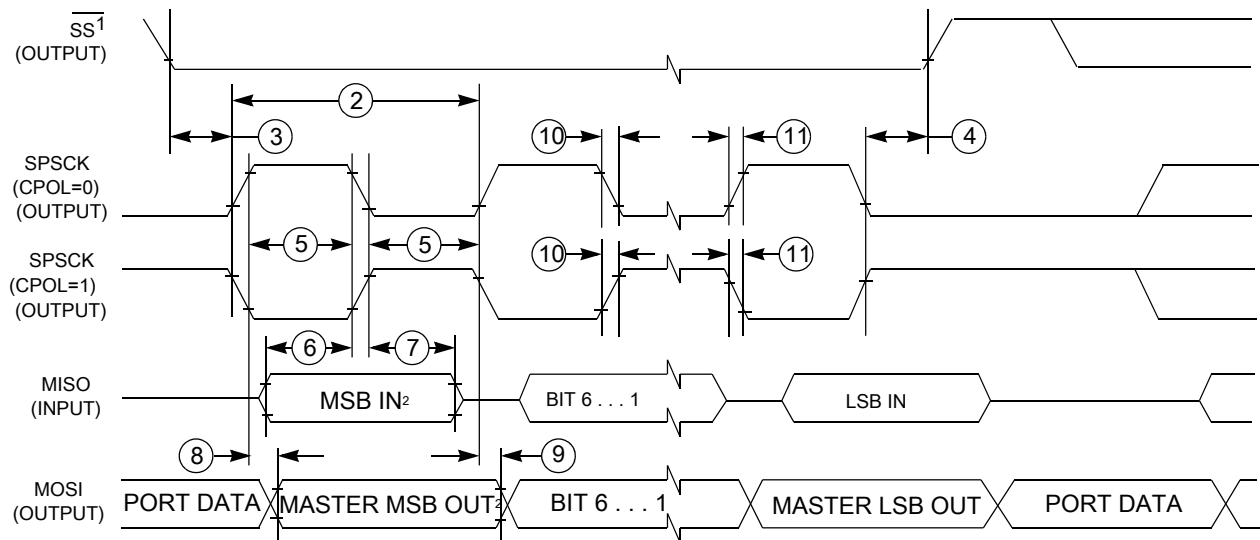 SS1
(OUTPUT)
2
3
10
11
4
SPSCK
(CPOL=0)
(OUTPUT)
5
5
10
11
SPSCK
(CPOL=1)
(OUTPUT)
6
7
MISO
(INPUT)
MSB IN2
BIT 6 . . . 1
LSB IN
8
9
MOSI
(OUTPUT)
PORT DATA
MASTER MSB OUT2
BIT 6 . . . 1
MASTER LSB OUT
PORT DATA